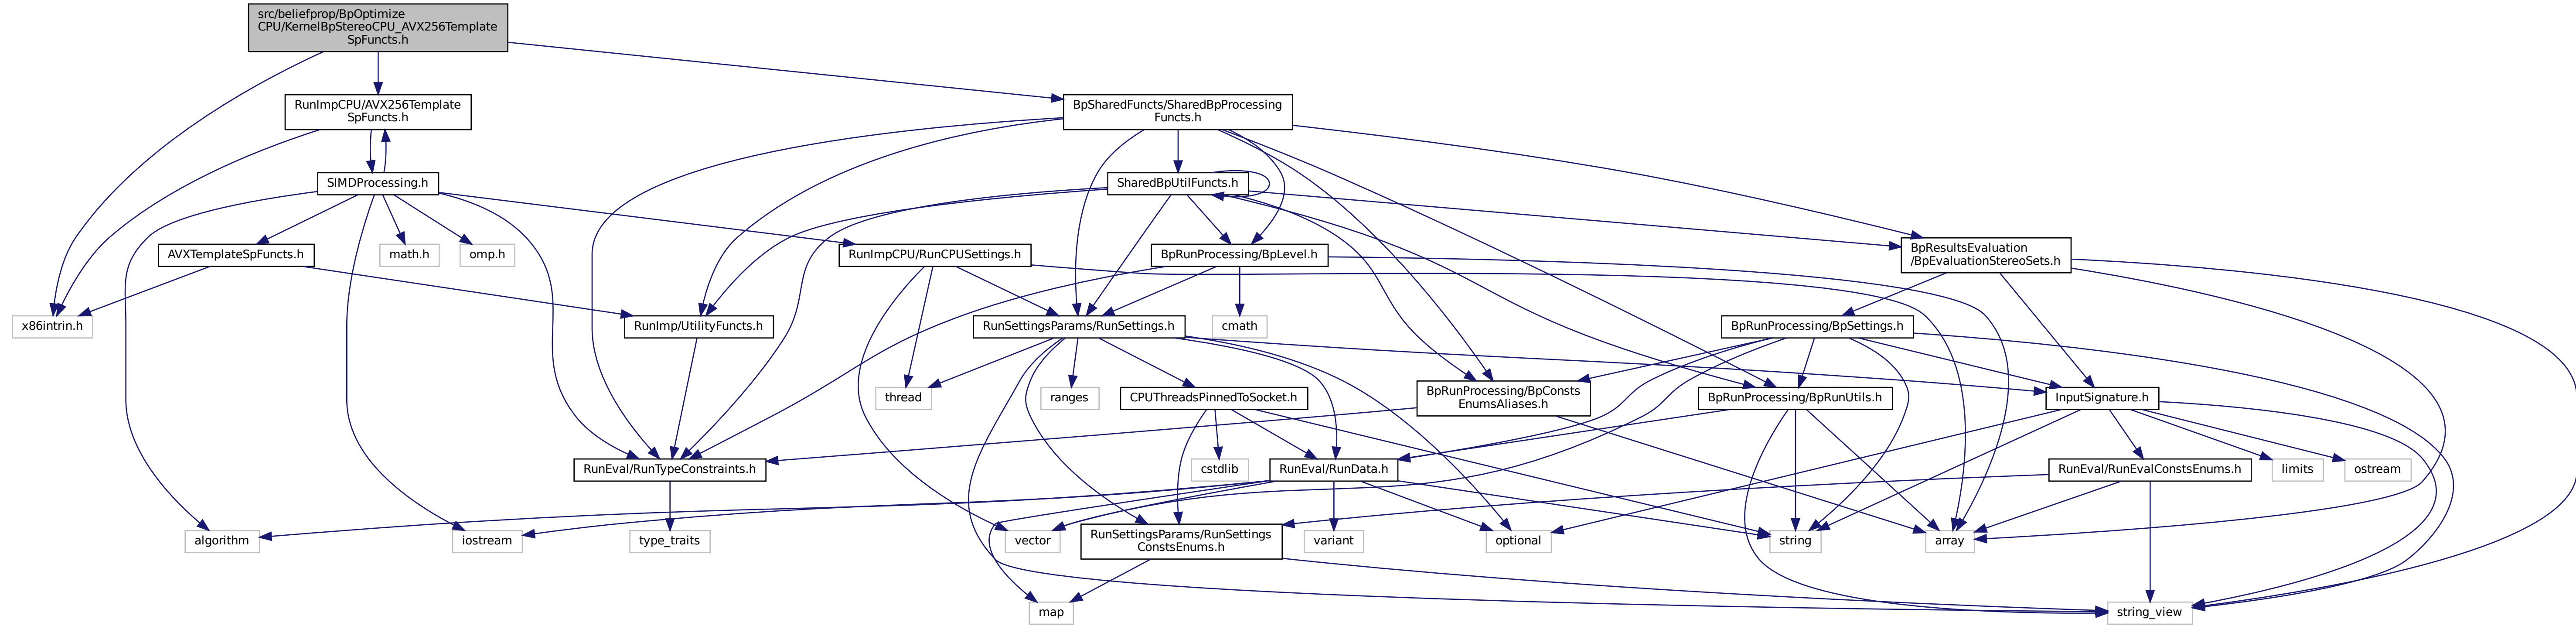 src/beliefprop/BpOptimize
CPU/KernelBpStereoCPU_AVX256Template
SpFuncts.h
RunImpCPU/AVX256Template
SpFuncts.h
BpSharedFuncts/SharedBpProcessing
Functs.h
SIMDProcessing.h
SharedBpUtilFuncts.h
AVXTemplateSpFuncts.h
math.h
omp.h
RunImpCPU/RunCPUSettings.h
BpRunProcessing/BpLevel.h
BpResultsEvaluation
/BpEvaluationStereoSets.h
x86intrin.h
RunImp/UtilityFuncts.h
RunSettingsParams/RunSettings.h
cmath
BpRunProcessing/BpSettings.h
thread
ranges
CPUThreadsPinnedToSocket.h
BpRunProcessing/BpConsts
EnumsAliases.h
BpRunProcessing/BpRunUtils.h
InputSignature.h
RunEval/RunTypeConstraints.h
cstdlib
RunEval/RunData.h
RunEval/RunEvalConstsEnums.h
limits
ostream
algorithm
iostream
type_traits
vector
RunSettingsParams/RunSettings
ConstsEnums.h
variant
optional
string
array
map
string_view